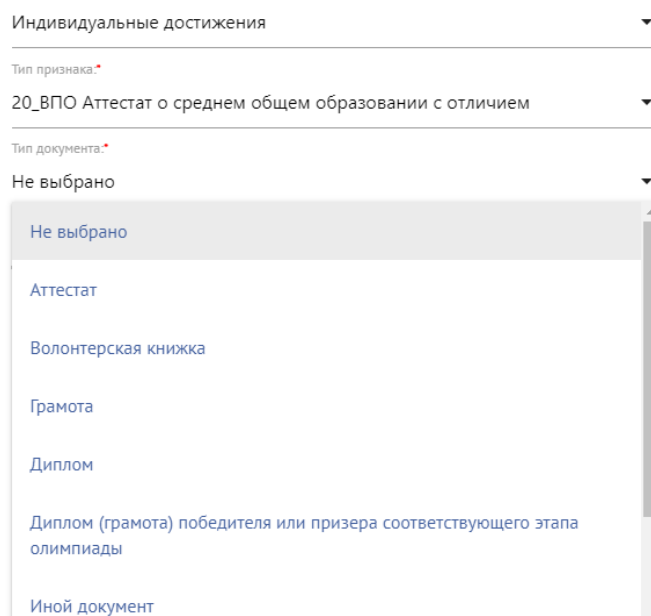 Индивидуальные достижения
Тип признака:*
20_ВПО Аттестат о среднем общем образовании с отличием
Тип документа:*
Не выбрано
Не выбрано
Аттестат
Волонтерская книжка
Грамота
Диплом
Диплом (грамота) победителя или призера соответствующего этапа
олимпиады
Иной документ